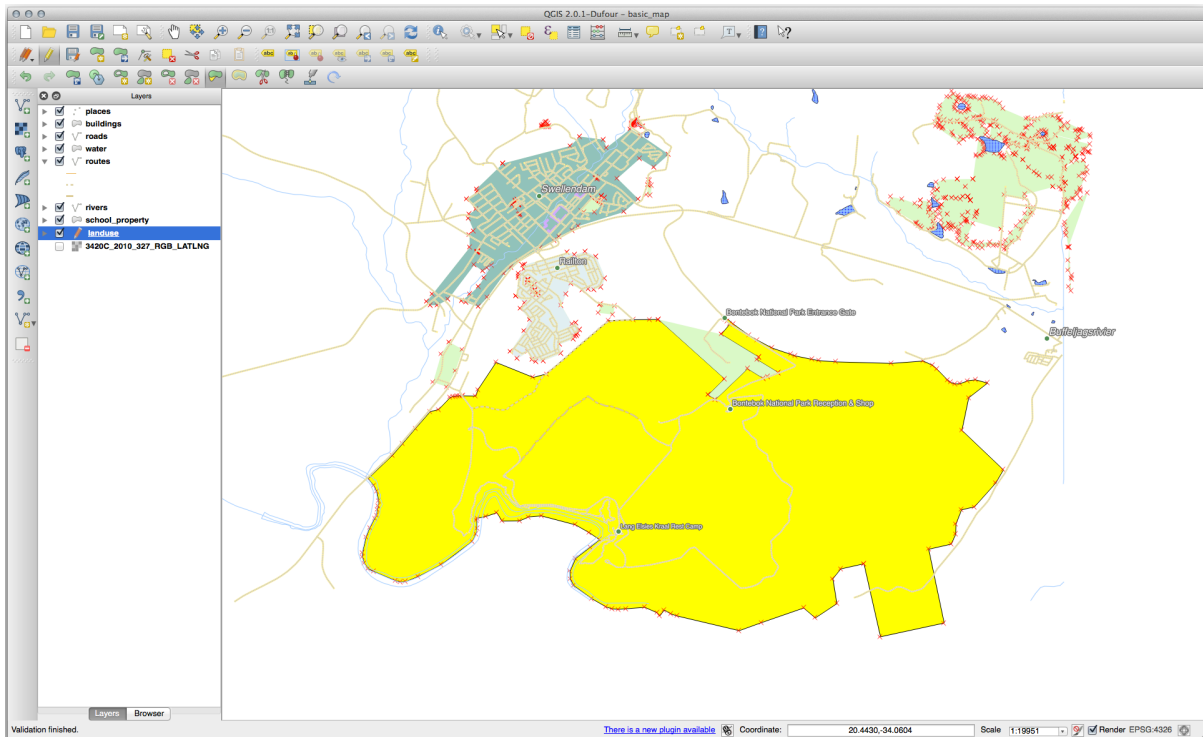 QGIS 2.0.1-Dufour - basic_map
Layers
places
buildings
roads
water
routes
rivers
school_property
landuse
3420C_2010_327_RGB_LATLNG
Swellendam
Railton
Bontebok National Park Entrance Gate
Buffeljagsrivier
Bontebok National Park Reception & Shop
Lang Elsies Kraal Rest Camp
Layers Browser
Validation finished. There is a new plugin available Coordinate: 20.4430,-34.0604 Scale 1:19951 Render EPSG:4326